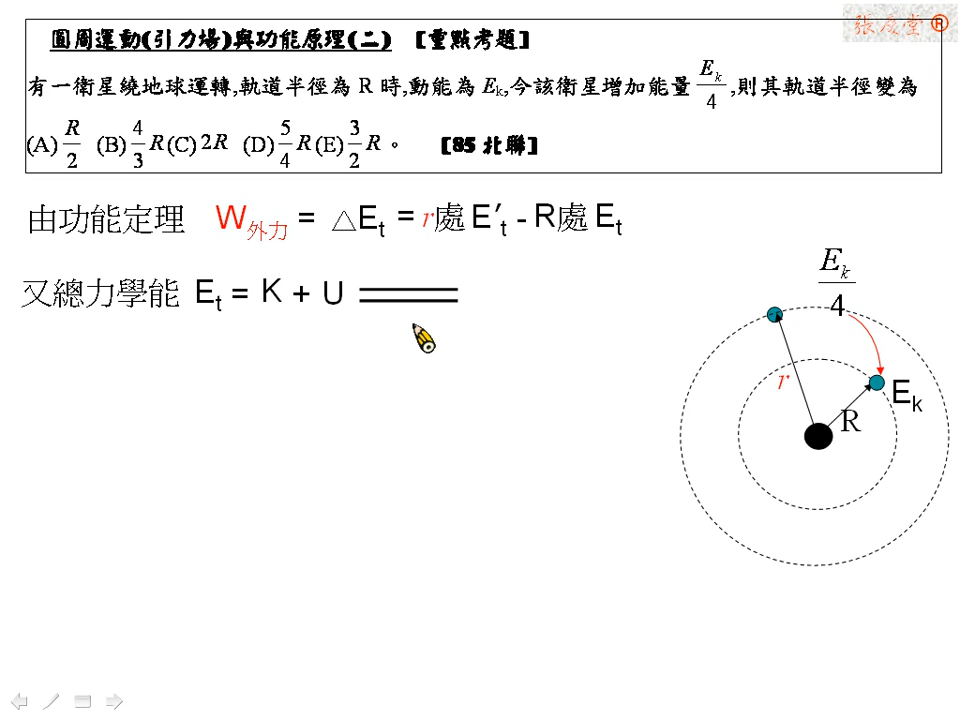 張成堂®
圓周運動(引力場)與功能原理(二) [重點考題]
有一衛星繞地球運轉,軌道半徑為 R 時,動能為 Ek,今該衛星增加能量 Ek/4 ,則其軌道半徑變為
(A) R/2 (B) 4/3 R (C) 2R (D) 5/4 R (E) 3/2 R 。 [85 北聯]
由功能定理 W外力 = △Et = r處 E′t - R處 Et
又總力學能 Et = K + U
Ek/4
r
R
Ek